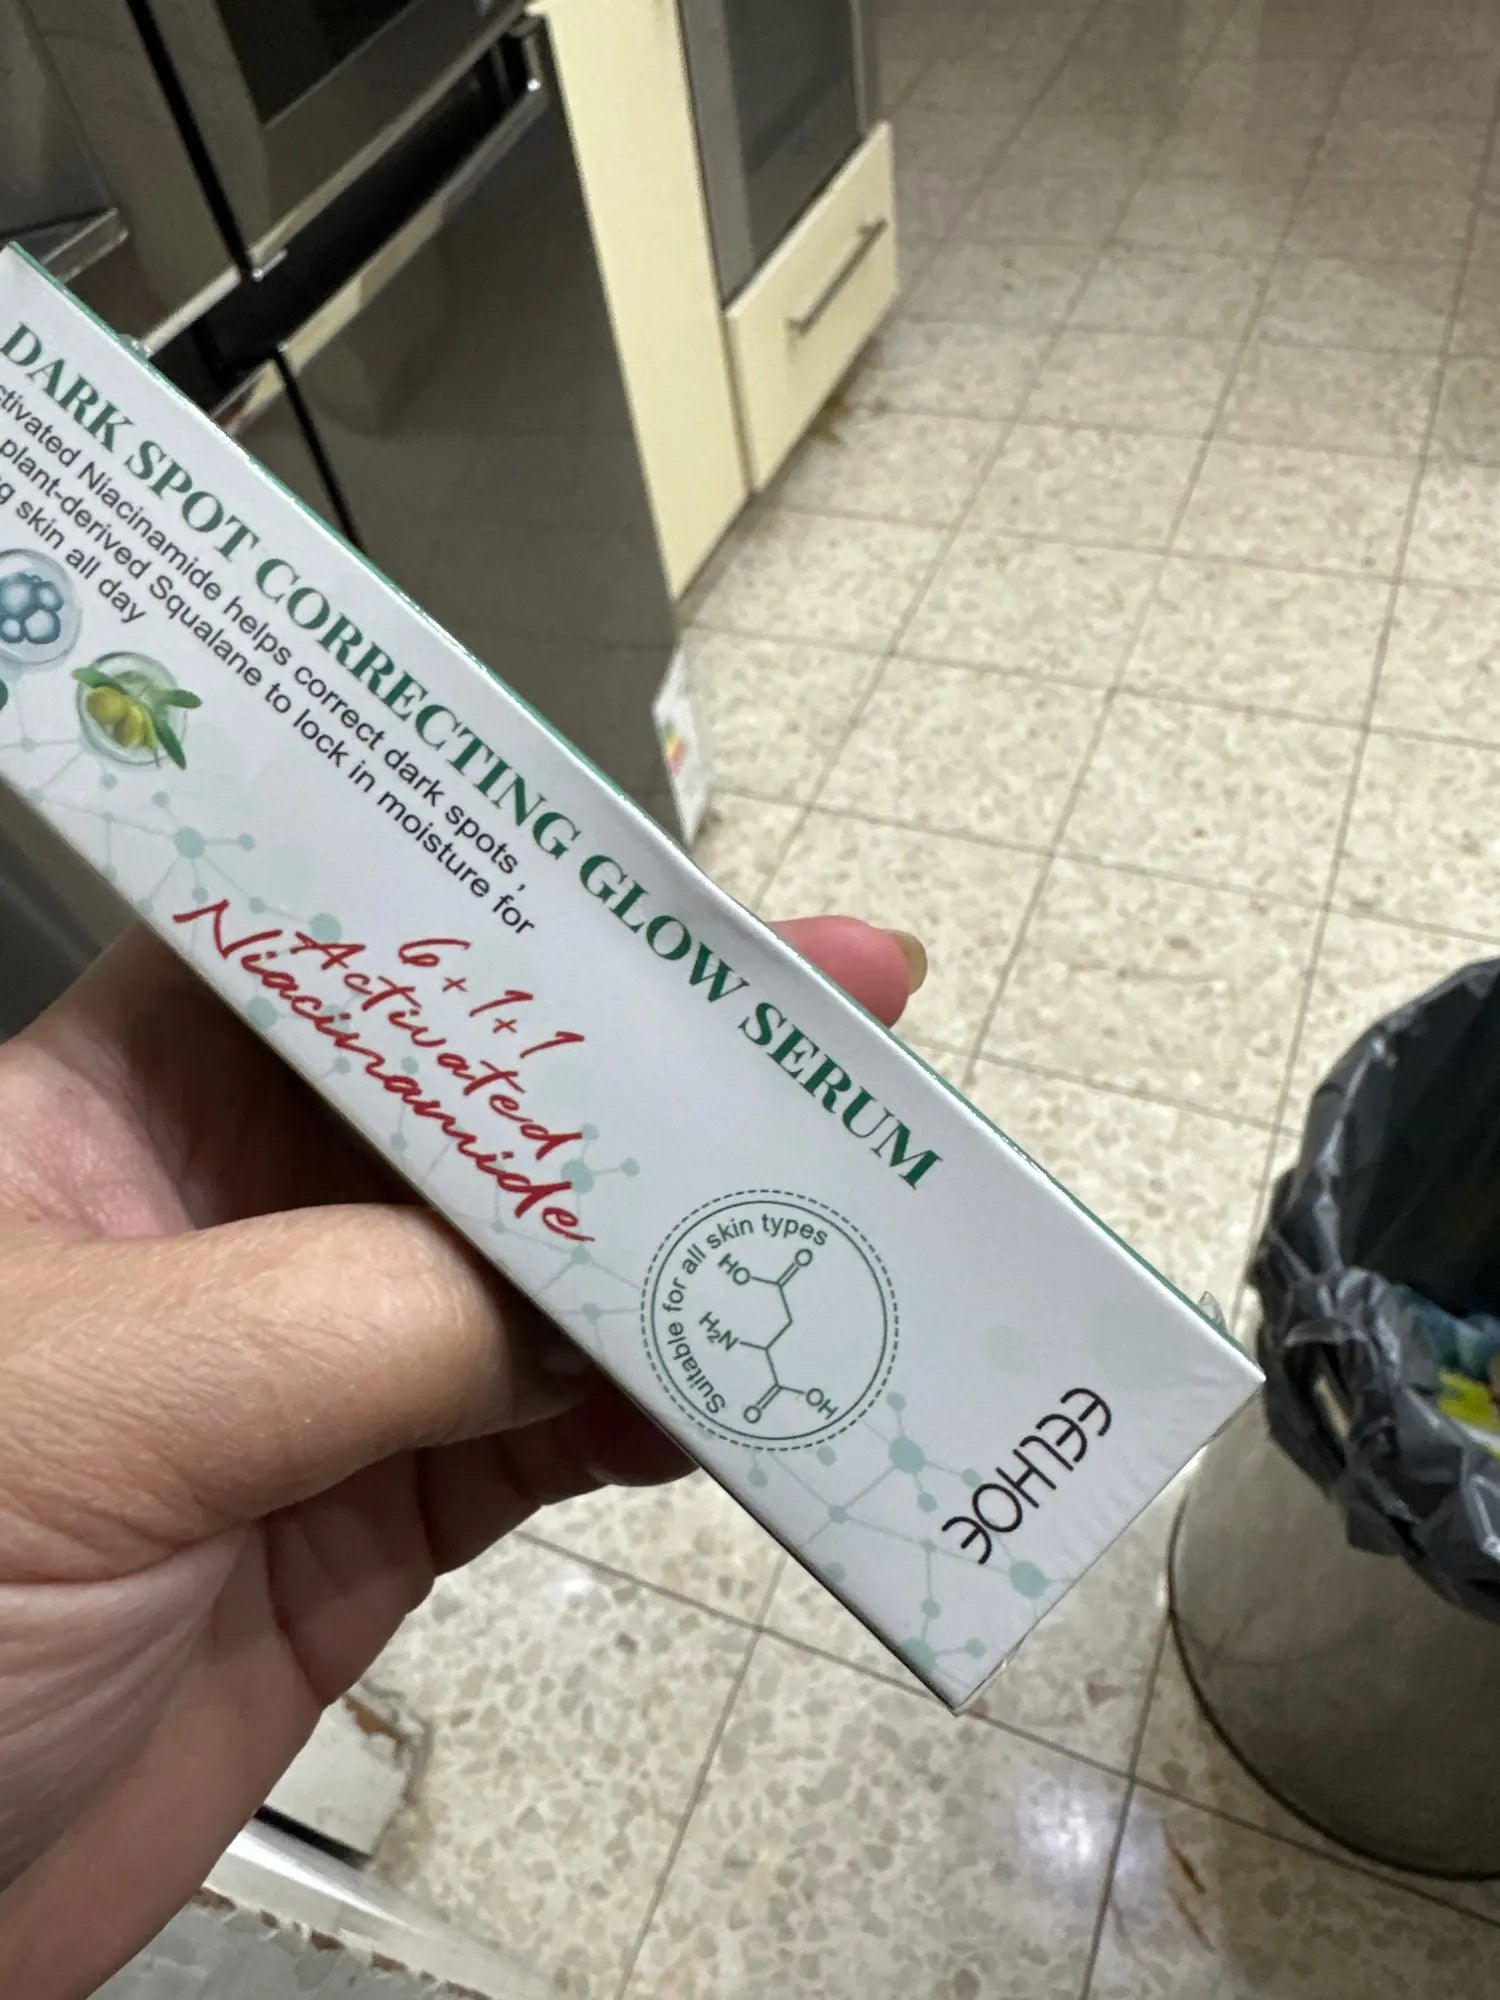 DARK SPOT CORRECTING GLOW SERUM
Niacinamide helps correct dark spots,
plant-derived Squalane to lock in moisture for
skin all day
6+1+1
Activated
Niacinamide
Suitable for all skin types
HO O
H₂N
O OH
EELHOE